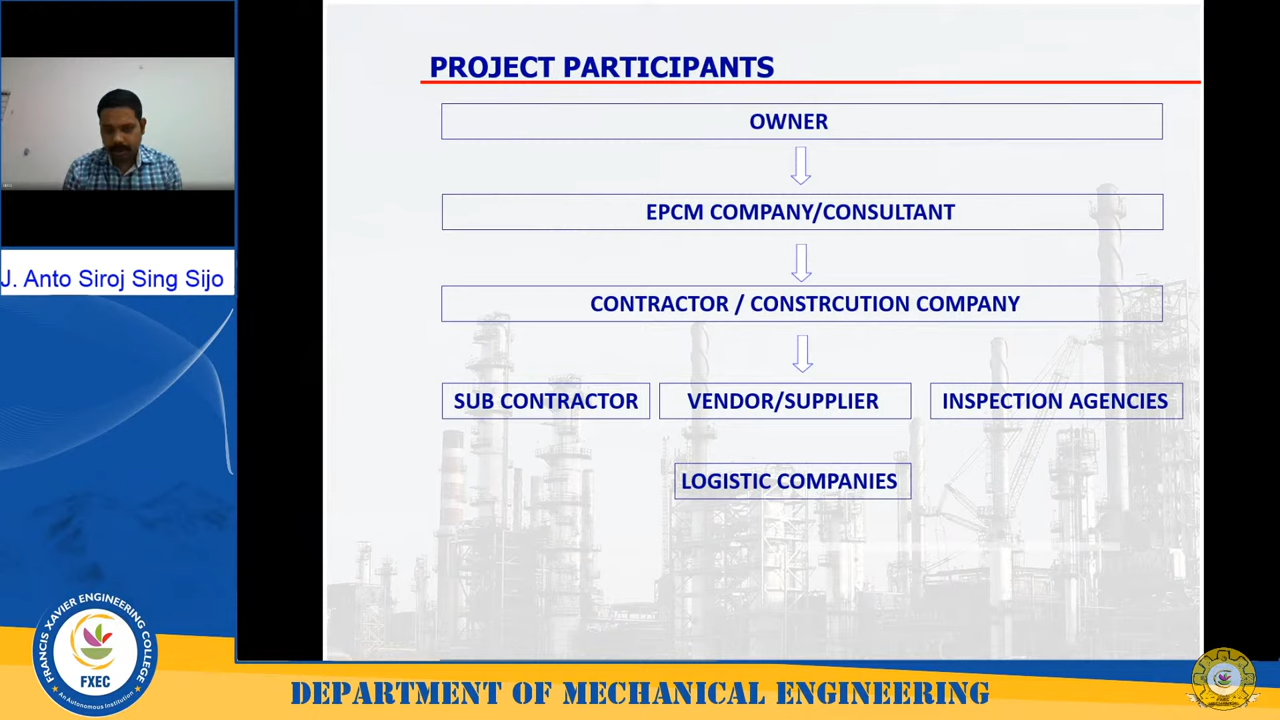 PROJECT PARTICIPANTS
OWNER
EPCM COMPANY/CONSULTANT
CONTRACTOR / CONSTRCUTION COMPANY
SUB CONTRACTOR
VENDOR/SUPPLIER
INSPECTION AGENCIES
LOGISTIC COMPANIES
J. Anto Siroj Sing Sijo
FRANCIS XAVIER ENGINEERING COLLEGE
FXEC
An Autonomous Institution
DEPARTMENT OF MECHANICAL ENGINEERING